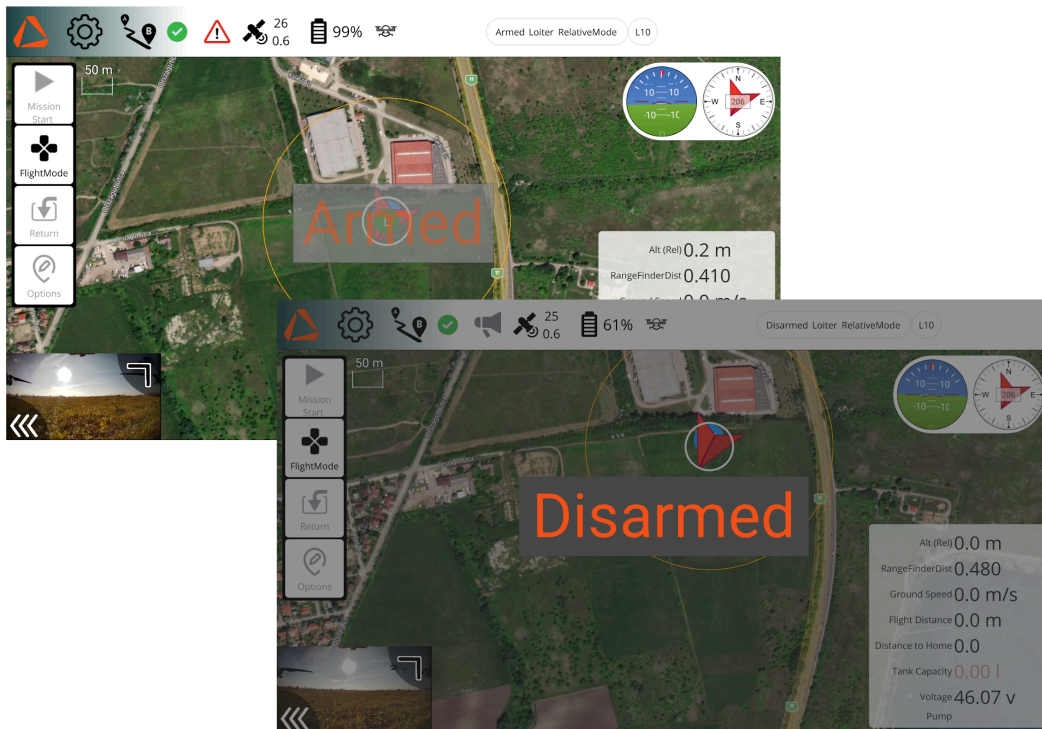 26
0.6
99%
Armed Loiter RelativeMode
L10
50 m
Mission
Start
FlightMode
Return
Options
N
W 206 E
S
10 10
-10 -10
Armed
Alt (Rel) 0.2 m
RangeFinderDist 0.410
B
25
0.6
61%
Disarmed Loiter RelativeMode
L10
50 m
Mission
Start
FlightMode
Return
Options
N
W 206 E
S
10 10
-10 -10
Disarmed
Alt (Rel) 0.0 m
RangeFinderDist 0.480
Ground Speed 0.0 m/s
Flight Distance 0.0 m
Distance to Home 0.0
Tank Capacity 0.00 l
Voltage 46.07 v
Pump